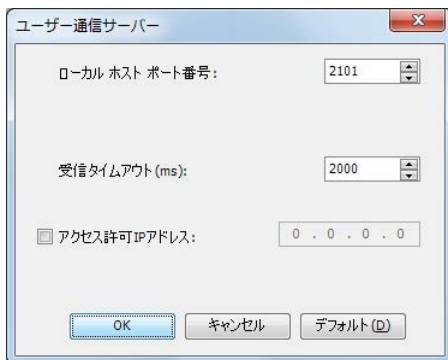 ユーザー通信サーバー
ローカル ホスト ポート番号: 2101
受信タイムアウト(ms): 2000
アクセス許可IPアドレス: 0 . 0 . 0 . 0
OK キャンセル デフォルト(D)